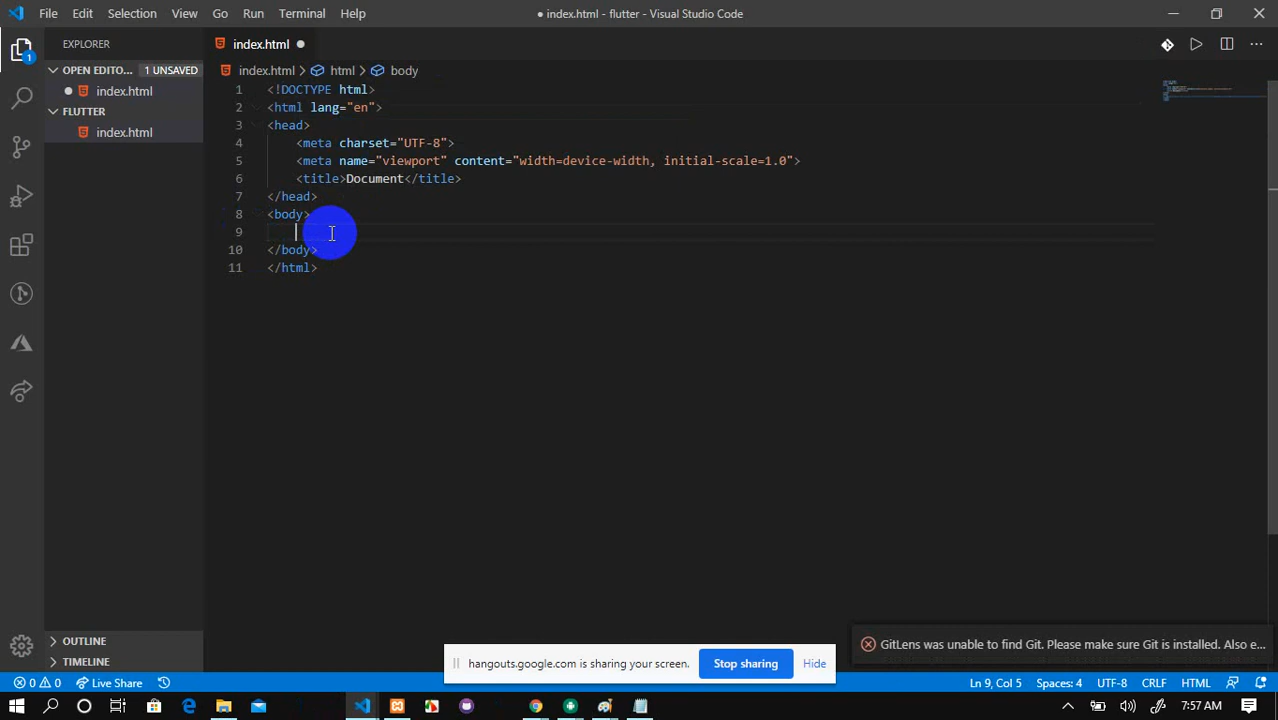 File Edit Selection View Go Run Terminal Help
● index.html - flutter - Visual Studio Code
EXPLORER
index.html
OPEN EDITO... 1 UNSAVED
index.html
FLUTTER
index.html
index.html > html > body
1 <!DOCTYPE html>
2 <html lang="en">
3 <head>
4 <meta charset="UTF-8">
5 <meta name="viewport" content="width=device-width, initial-scale=1.0">
6 <title>Document</title>
7 </head>
8 <body>
9
10 </body>
11 </html>
1
OUTLINE
TIMELINE
GitLens was unable to find Git. Please make sure Git is installed. Also e...
hangouts.google.com is sharing your screen. Stop sharing Hide
0 0 Live Share Ln 9, Col 5 Spaces: 4 UTF-8 CRLF HTML
7:57 AM